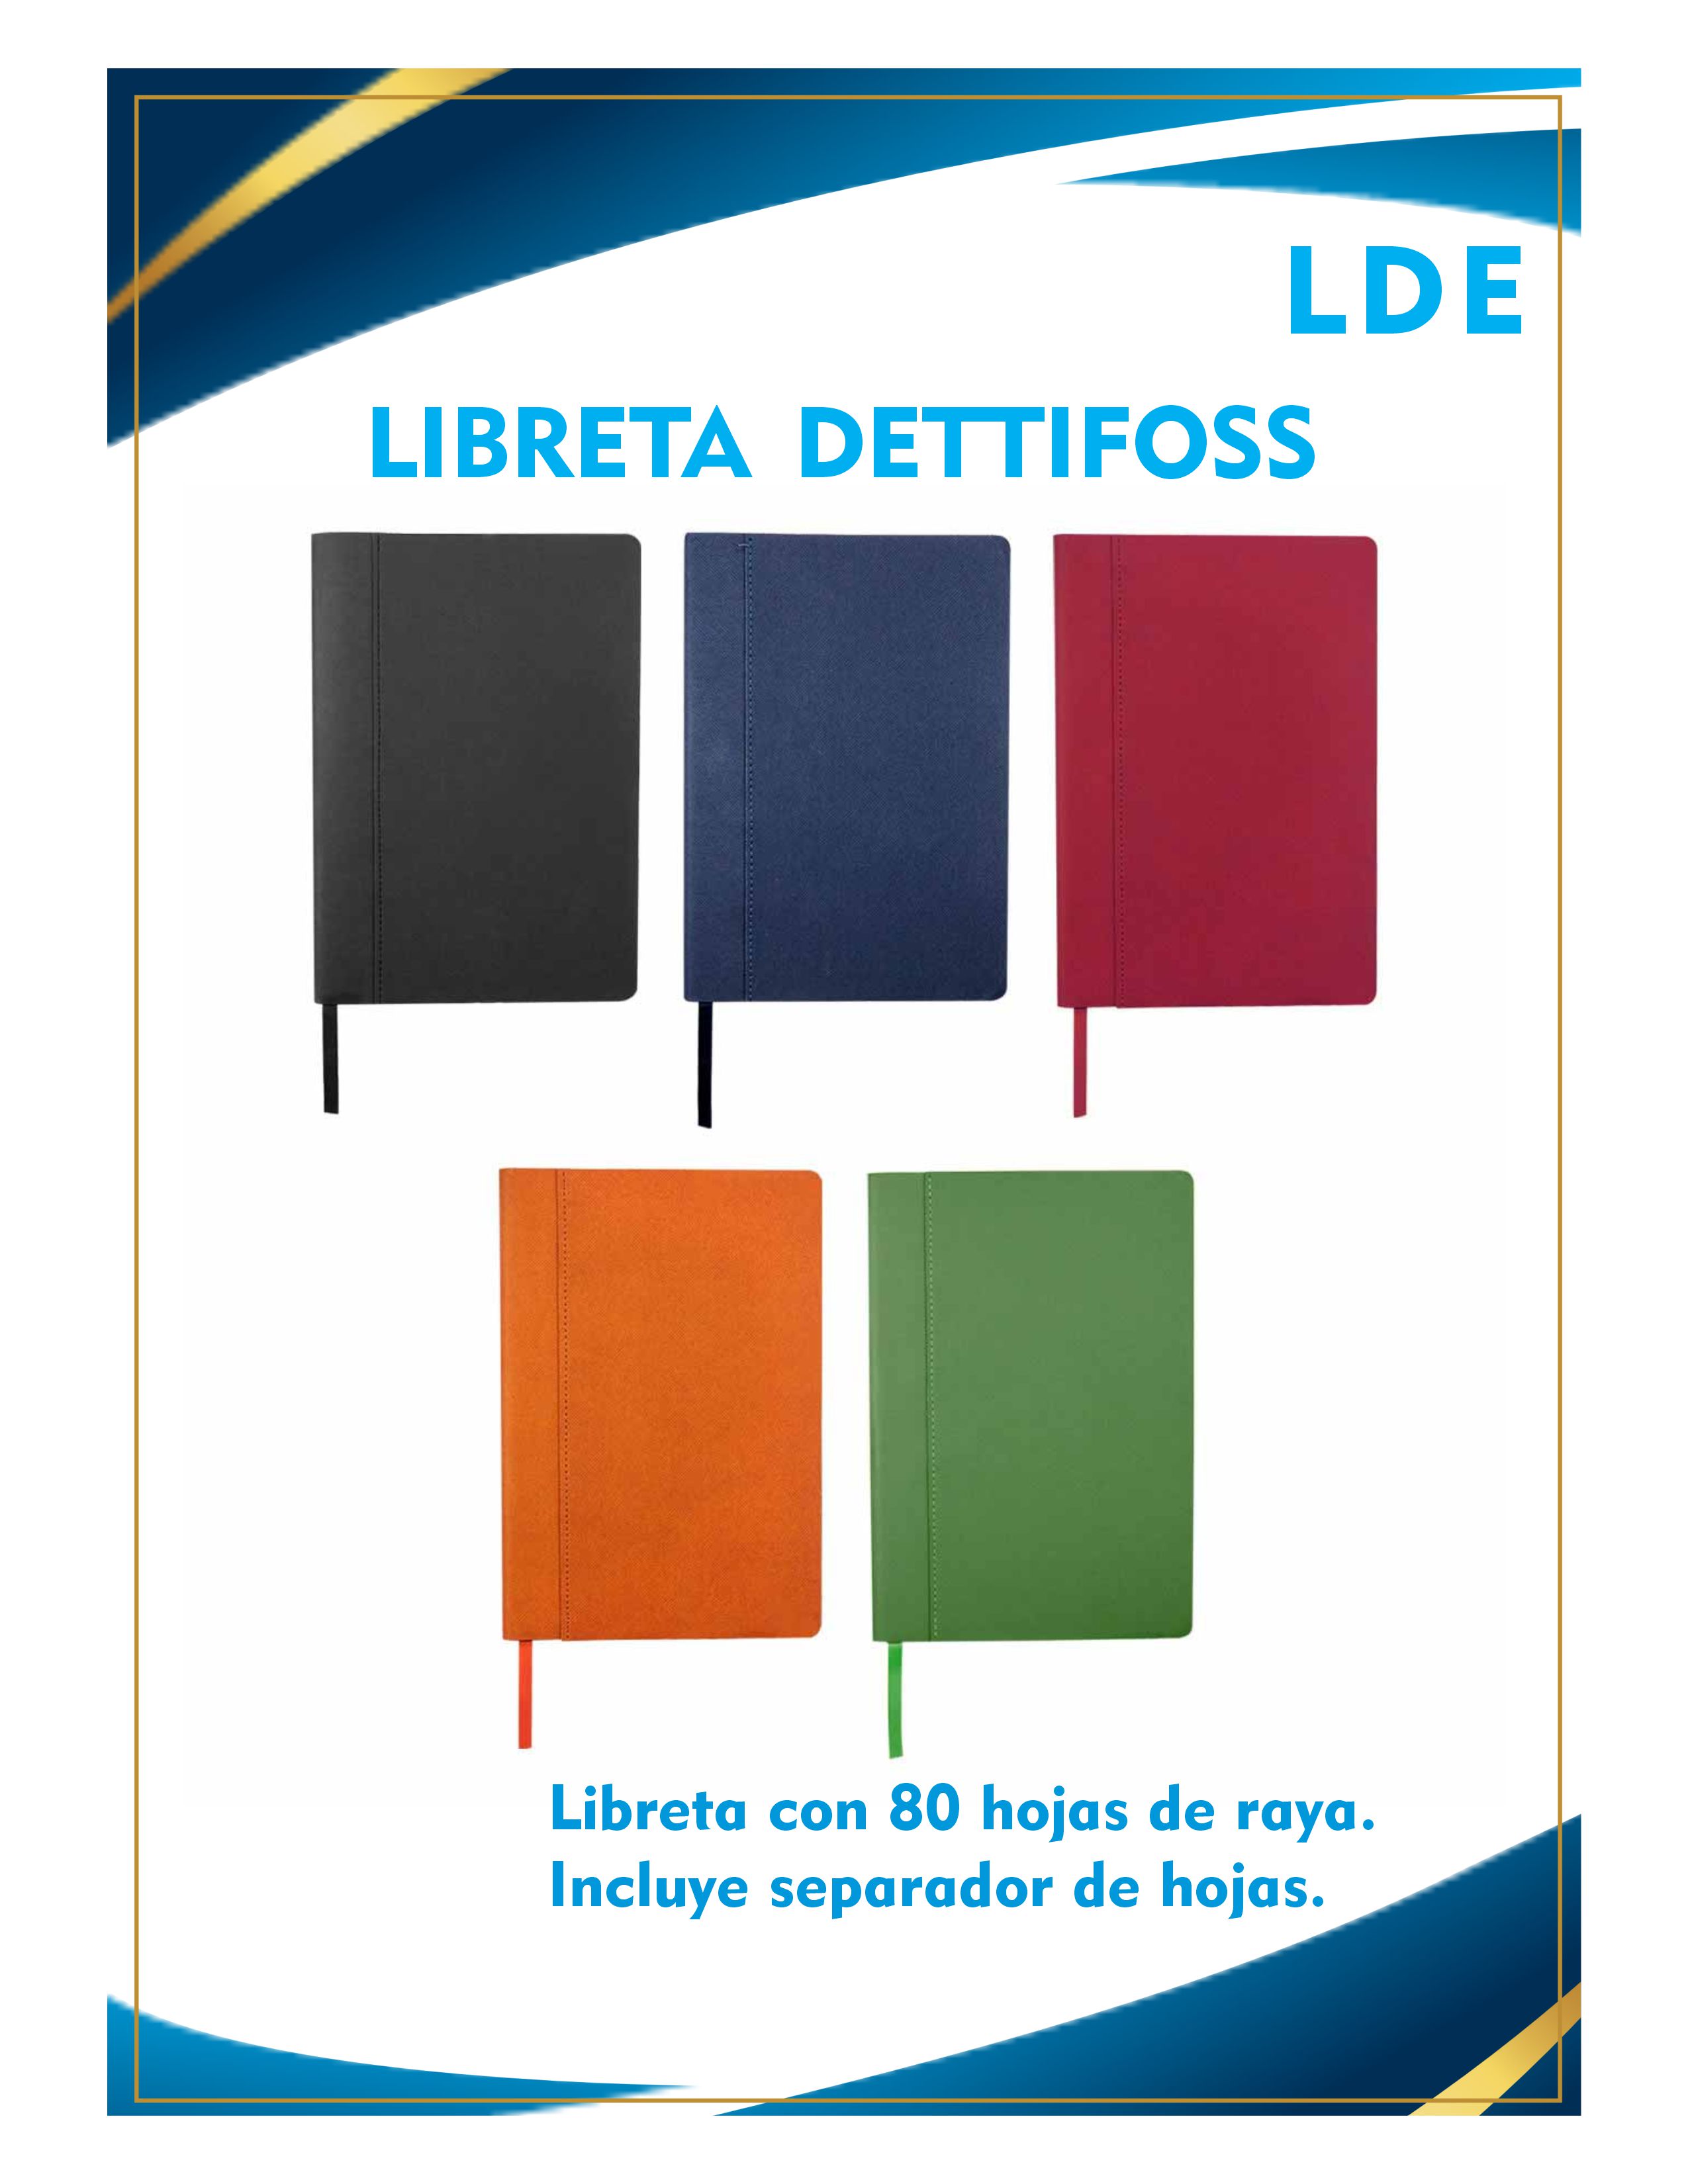 LDE
LIBRETA DETTIFOSS
Libreta con 80 hojas de raya.
Incluye separador de hojas.